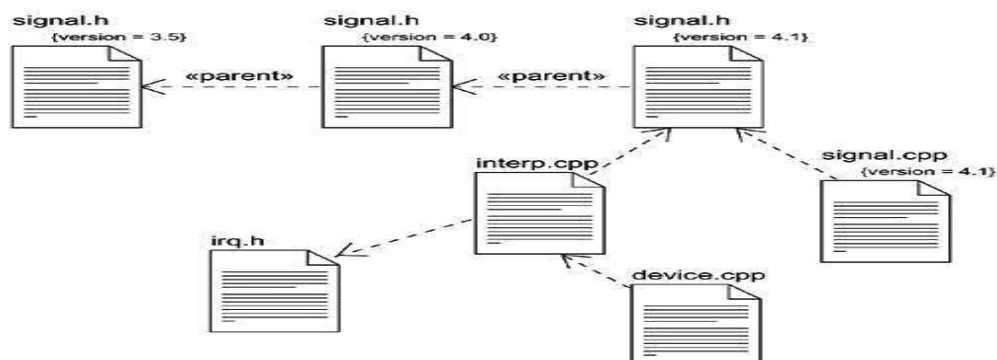 signal.h
{version = 3.5}
«parent»
signal.h
{version = 4.0}
«parent»
signal.h
{version = 4.1}
interp.cpp
signal.cpp
{version = 4.1}
irq.h
device.cpp